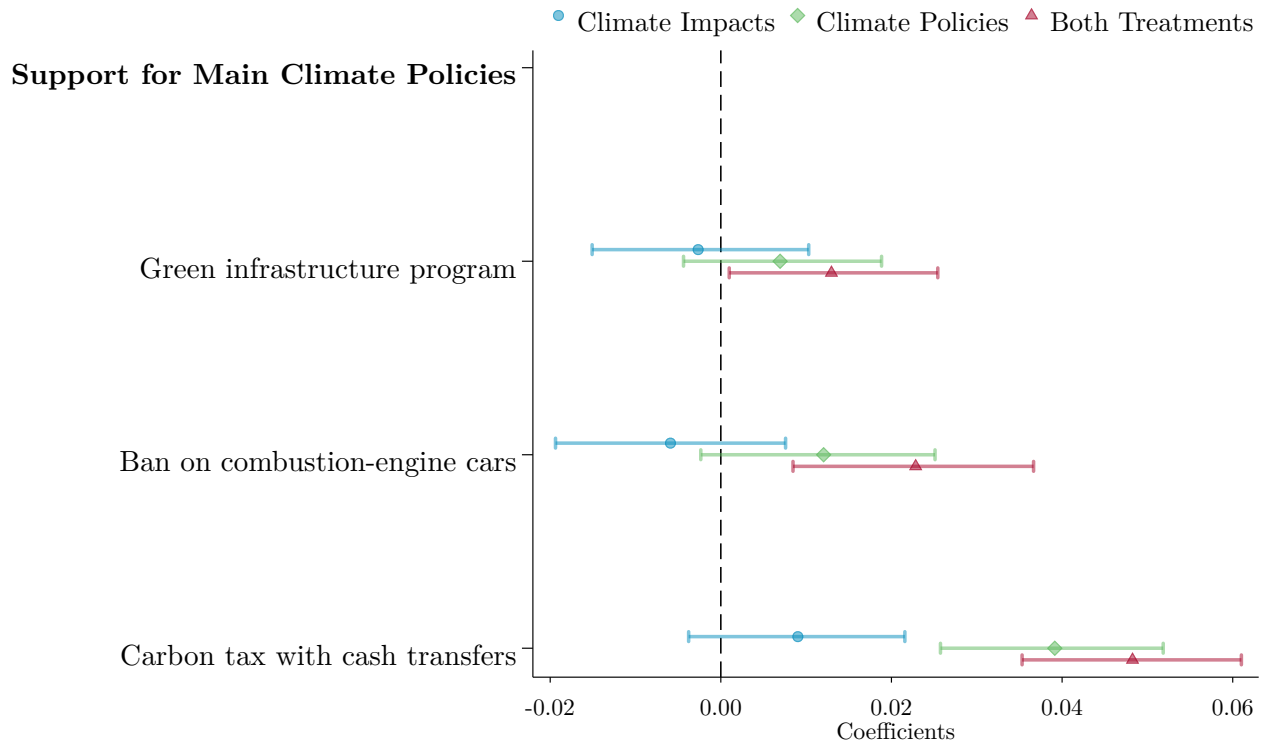 Climate Impacts Climate Policies Both Treatments
Support for Main Climate Policies
Green infrastructure program
Ban on combustion-engine cars
Carbon tax with cash transfers
-0.02 0.00 0.02 0.04 0.06
Coefficients